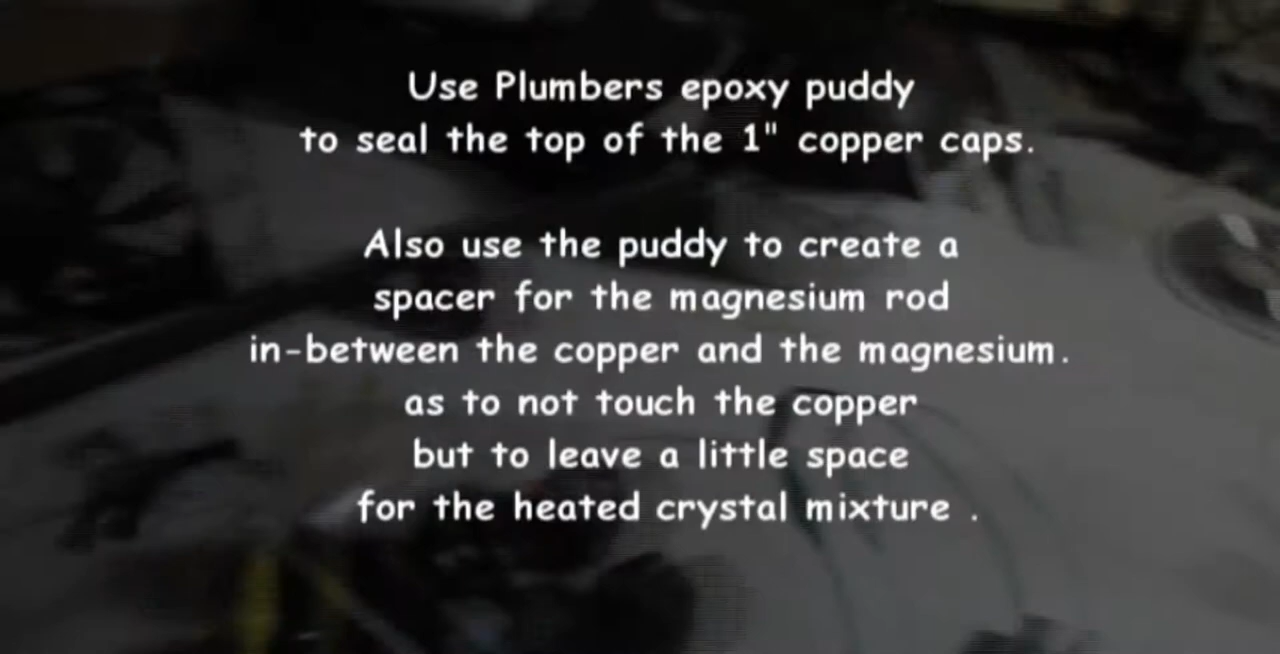 Use Plumbers epoxy puddy
to seal the top of the 1" copper caps.
Also use the puddy to create a
spacer for the magnesium rod
in-between the copper and the magnesium.
as to not touch the copper
but to leave a little space
for the heated crystal mixture .